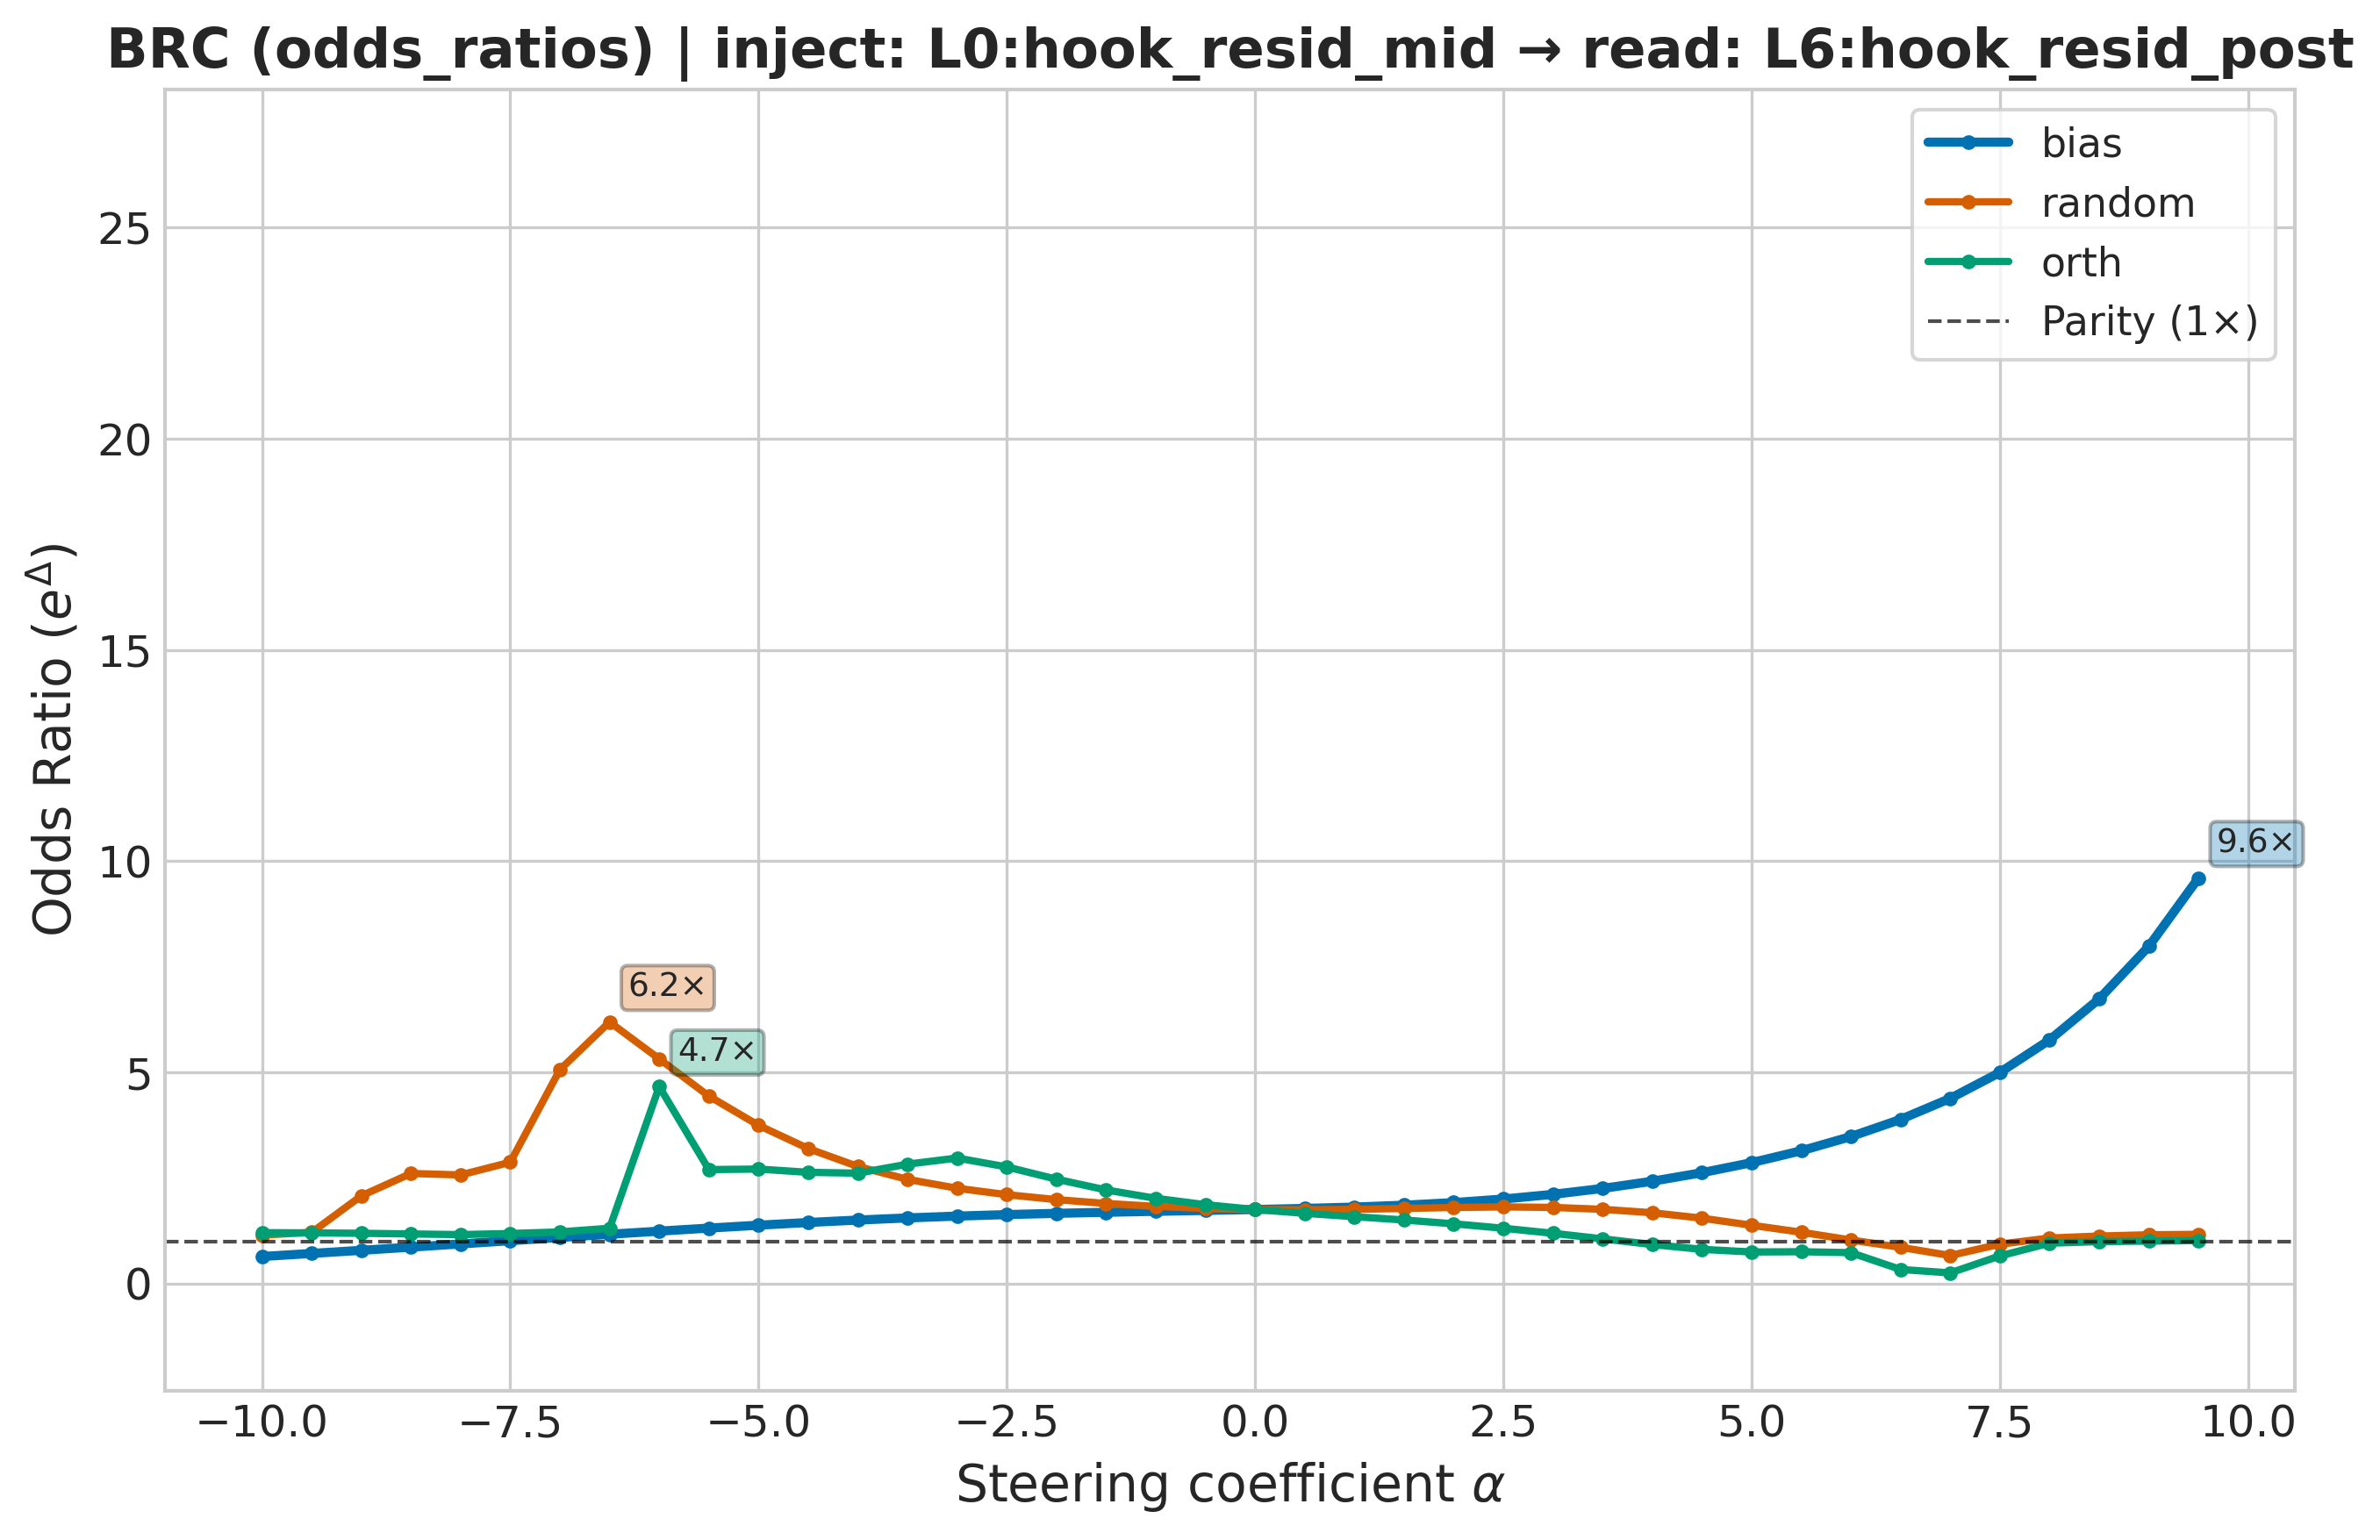 BRC (odds_ratios) | inject: L0:hook_resid_mid → read: L6:hook_resid_post
bias
random
orth
Parity (1×)
25
20
15
10
5
0
Odds Ratio (e^Δ)
9.6×
6.2×
4.7×
−10.0 −7.5 −5.0 −2.5 0.0 2.5 5.0 7.5 10.0
Steering coefficient α